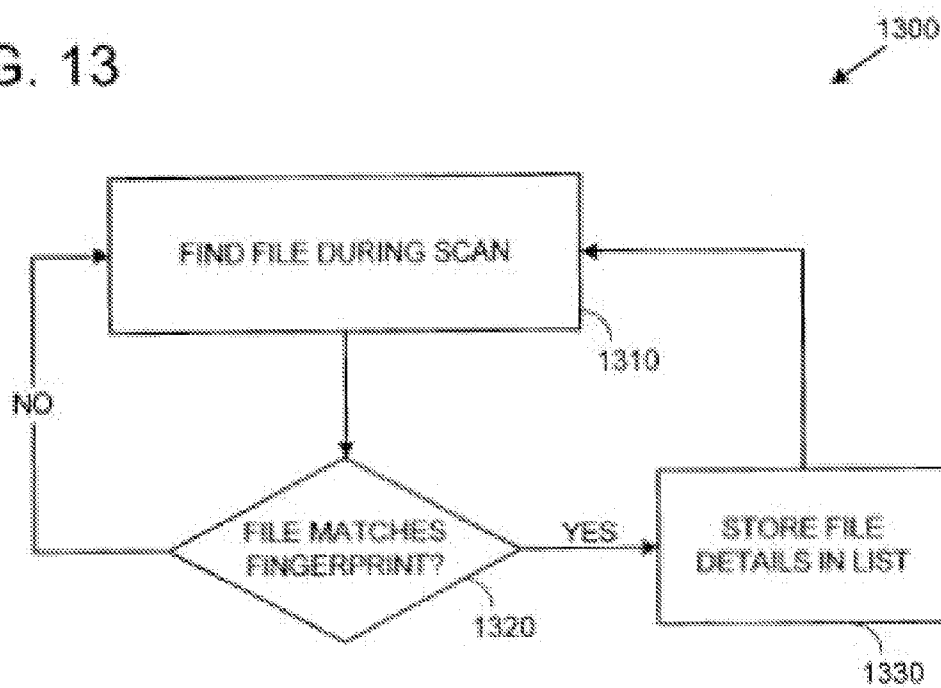 G. 13
1300
FIND FILE DURING SCAN
1310
NO
FILE MATCHES
FINGERPRINT?
YES
STORE FILE
DETAILS IN LIST
1320
1330